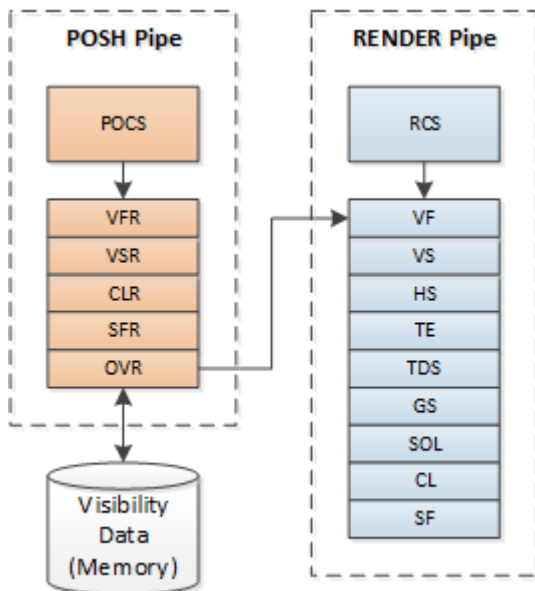 POSH Pipe
POCS
VFR
VSR
CLR
SFR
OVR
Visibility
Data
(Memory)
RENDER Pipe
RCS
VF
VS
HS
TE
TDS
GS
SOL
CL
SF